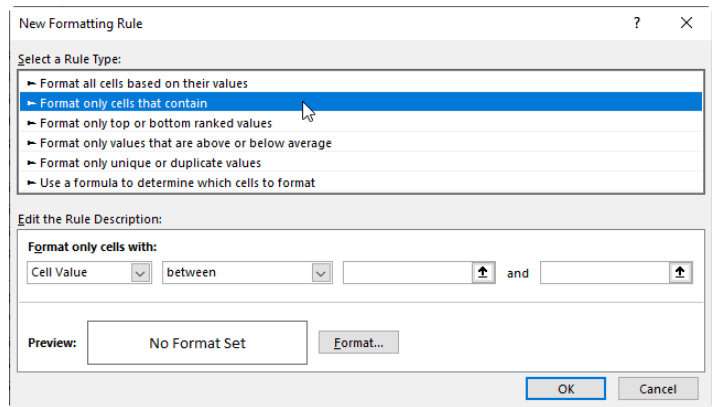 New Formatting Rule ? ×
Select a Rule Type:
► Format all cells based on their values
► Format only cells that contain
► Format only top or bottom ranked values
► Format only values that are above or below average
► Format only unique or duplicate values
► Use a formula to determine which cells to format
Edit the Rule Description:
Format only cells with:
Cell Value between and
Preview: No Format Set Format...
OK Cancel